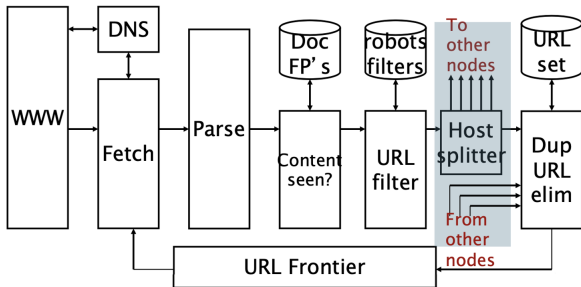 DNS
Doc
FP's
robots
filters
To
other
nodes
URL
set
WWW
Fetch
Parse
Content
seen?
URL
filter
Host
splitter
Dup
URL
elim
From
other
nodes
URL Frontier